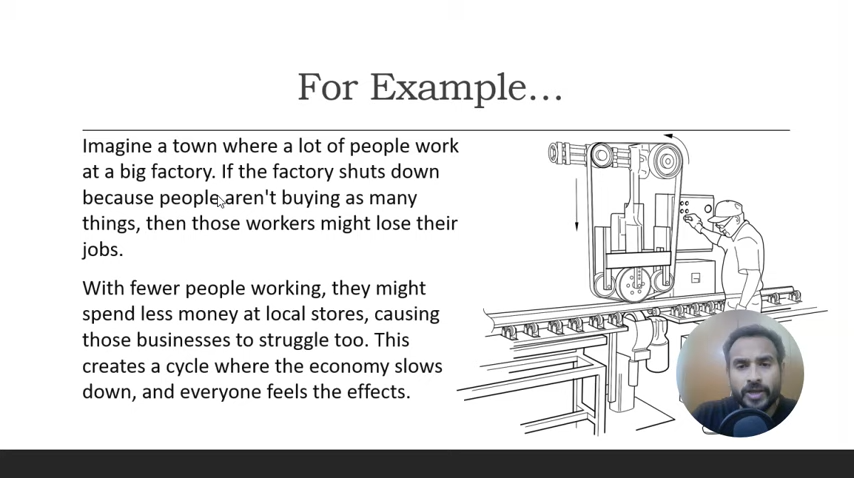 For Example...
Imagine a town where a lot of people work
at a big factory. If the factory shuts down
because people aren't buying as many
things, then those workers might lose their
jobs.
With fewer people working, they might
spend less money at local stores, causing
those businesses to struggle too. This
creates a cycle where the economy slows
down, and everyone feels the effects.